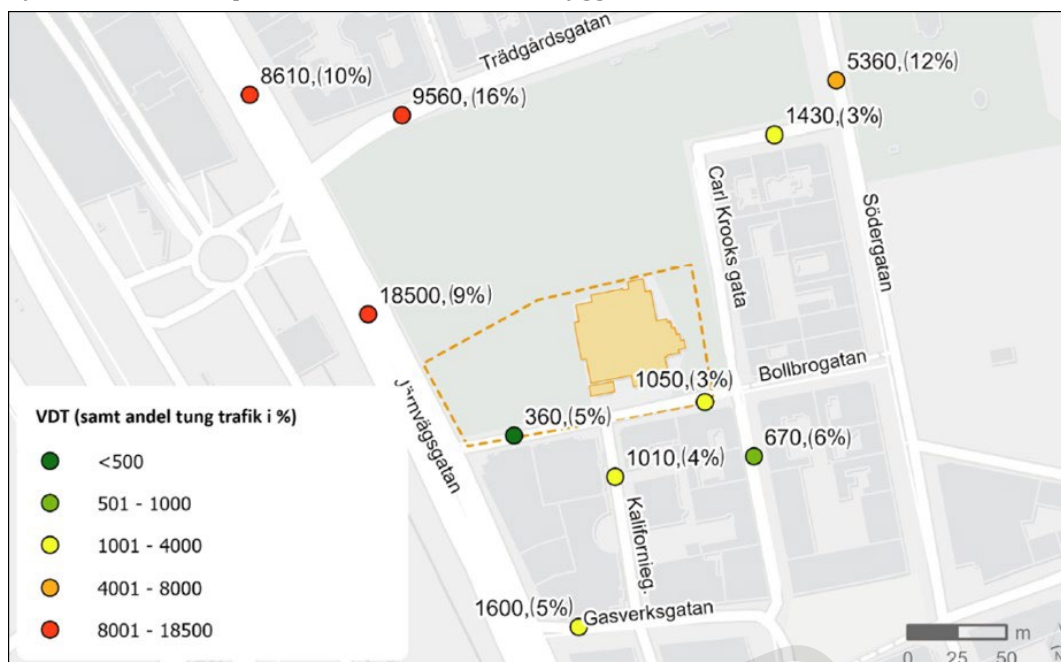 Trädgårdsgatan
8610,(10%)
9560,(16%)
5360,(12%)
1430,(3%)
Carl Krooks gata
Södergatan
18500,(9%)
Järnvägsgatan
1050,(3%)
Bollbrogatan
360,(5%)
670,(6%)
1010,(4%)
Kaliforнieg.
1600,(5%)
Gasverksgatan
VDT (samt andel tung trafik i %)
<500
501 - 1000
1001 - 4000
4001 - 8000
8001 - 18500
m
0 25 50